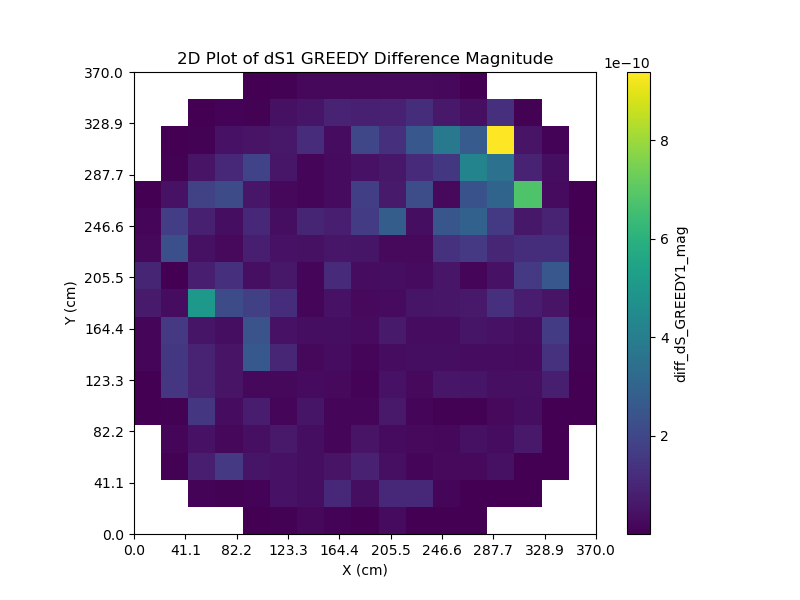 2D Plot of dS1 GREEDY Difference Magnitude
1e−10
370.0
328.9
287.7
246.6
205.5
164.4
123.3
82.2
41.1
0.0
Y (cm)
0.0 41.1 82.2 123.3 164.4 205.5 246.6 287.7 328.9 370.0
X (cm)
8
6
4
2
diff_dS_GREEDY1_mag